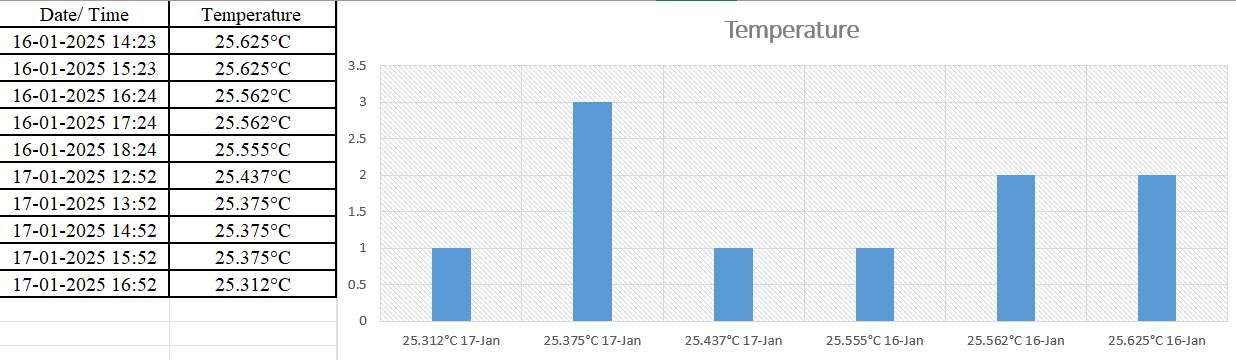 Date/ Time Temperature
16-01-2025 14:23 25.625°C
16-01-2025 15:23 25.625°C
16-01-2025 16:24 25.562°C
16-01-2025 17:24 25.562°C
16-01-2025 18:24 25.555°C
17-01-2025 12:52 25.437°C
17-01-2025 13:52 25.375°C
17-01-2025 14:52 25.375°C
17-01-2025 15:52 25.375°C
17-01-2025 16:52 25.312°C
Temperature
3.5
3
2.5
2
1.5
1
0.5
0
25.312°C 17-Jan 25.375°C 17-Jan 25.437°C 17-Jan 25.555°C 16-Jan 25.562°C 16-Jan 25.625°C 16-Jan